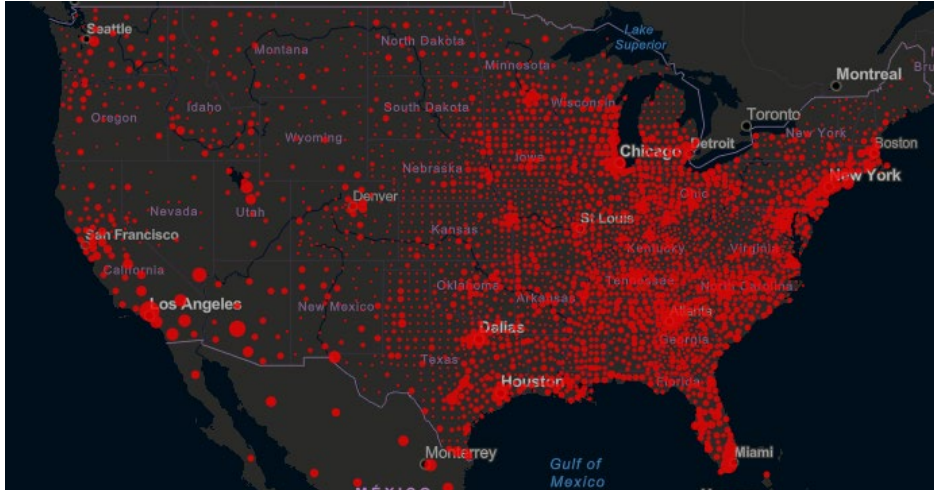 Seattle
Montana
North Dakota
Lake
Superior
Minnesota
Montreal
Oregon
Idaho
South Dakota
Wisconsin
Toronto
Wyoming
New York
Boston
Chicago
Detroit
Nebraska
Iowa
New York
Denver
Ohio
Nevada
Utah
Kansas
St Louis
San Francisco
Kentucky
Virginia
California
Oklahoma
Tennessee
North Carolina
Los Angeles
New Mexico
Arkansas
Atlanta
Dallas
Georgia
Texas
Houston
Florida
Monterrey
Miami
Gulf of
Mexico
MÉXICO